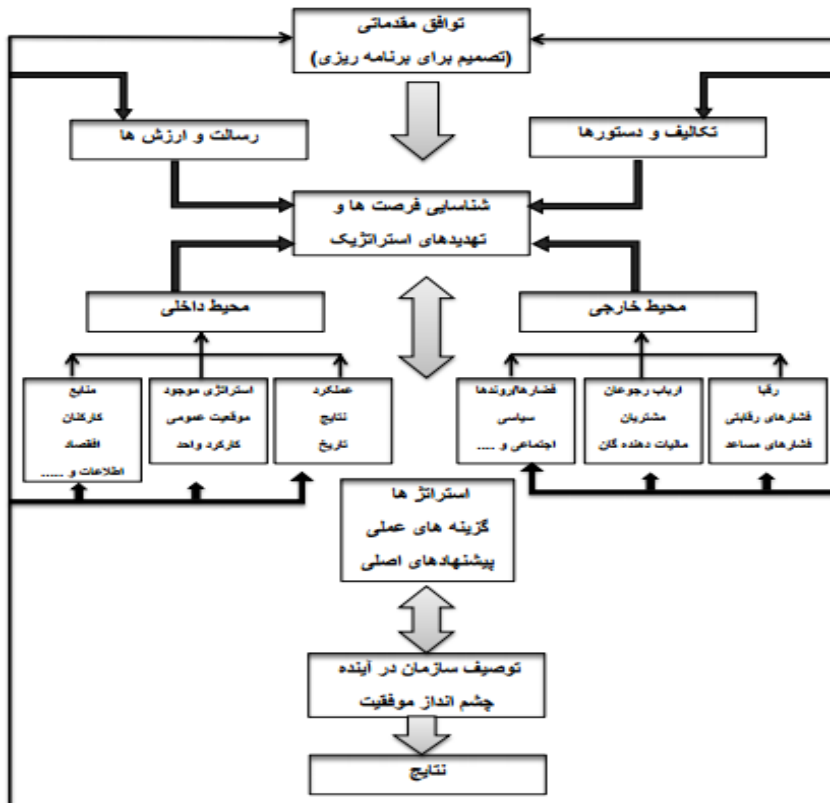 توافق مقدماتی
(تصمیم برای برنامه ریزی)
تکالیف و دستورها
رسالت و ارزش ها
شناسایی فرصت ها و
تهدیدهای استراتژیک
محیط خارجی
محیط داخلی
رقبا
فشارهای رقابتی
فشارهای مساعد
ارباب رجوعان
مشتریان
مالیات دهنده گان
فضارها/روندها
سیاسی
اجتماعی و ....
عملکرد
نتایج
تاریخ
استراتژی موجود
موقعیت عمومی
کارکرد واحد
منابع
کارکنان
اقتصاد
اطلاعات و .....
استراتژ ها
گزینه های عملی
پیشنهادهای اصلی
توصیف سازمان در آینده
چشم انداز موفقیت
نتایج